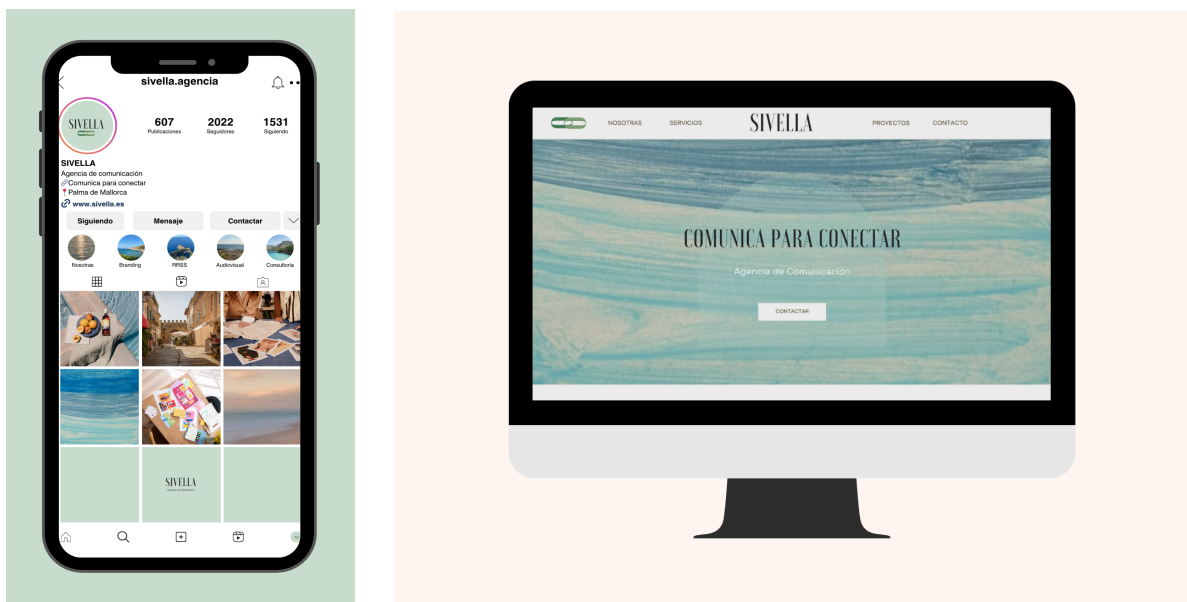 sivella.agencia
SIVELLA
607 2022 1531
Publicaciones Seguidores Siguiendo
SIVELLA
Agencia de comunicación
Comunica para conectar
Palma de Mallorca
www.sivella.es
Siguiendo Mensaje Contactar
Nosotras Branding RRSS Audiovisual Consultoria
SIVELLA
NOSOTRAS SERVICIOS SIVELLA PROYECTOS CONTACTO
COMUNICA PARA CONECTAR
Agencia de Comunicación
CONTACTAR